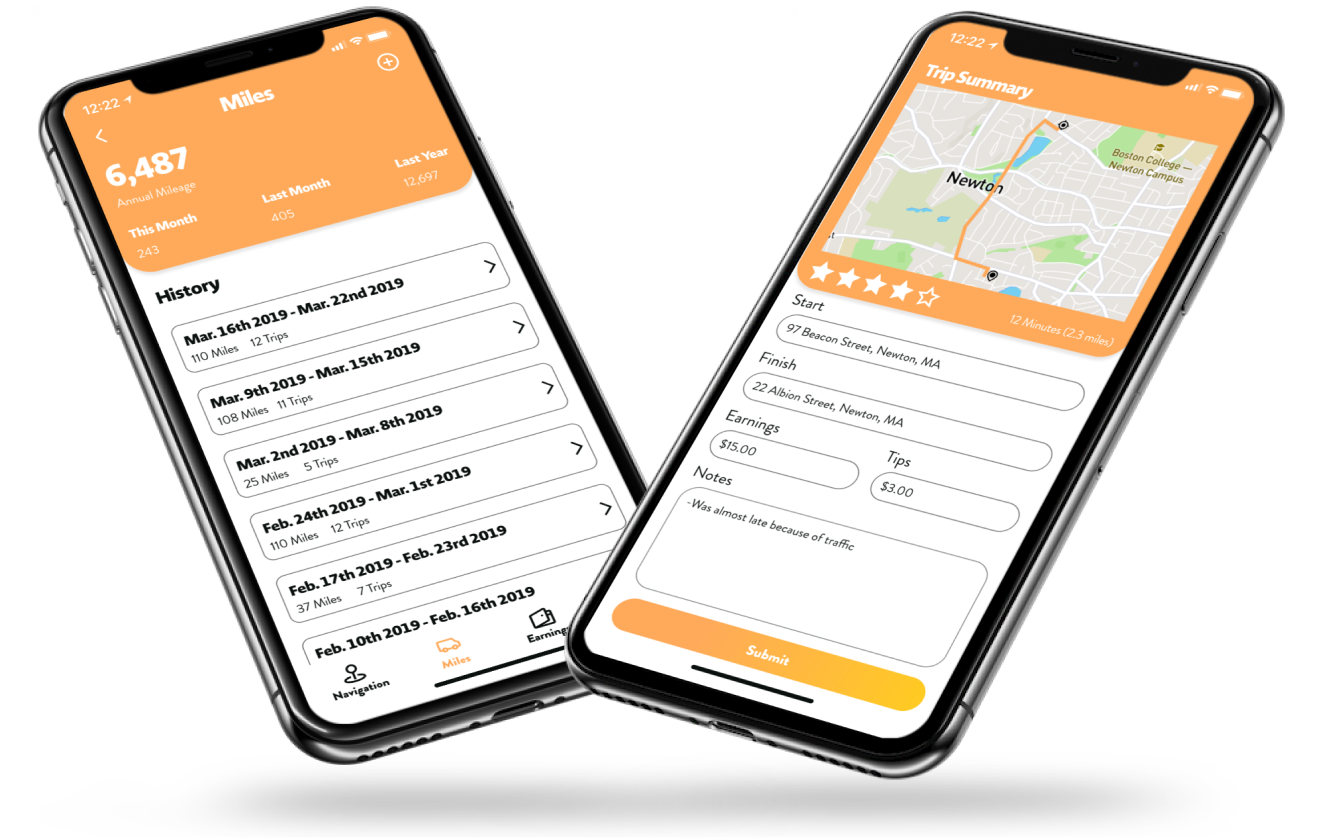 12:22
Miles
6,487
Annual Mileage
This Month
Last Month
Last Year
243
405
12,697
History
Mar. 16th 2019 - Mar. 22nd 2019
110 Miles 12 Trips
Mar. 9th 2019 - Mar. 15th 2019
108 Miles 11 Trips
Mar. 2nd 2019 - Mar. 8th 2019
25 Miles 5 Trips
Feb. 24th 2019 - Mar. 1st 2019
110 Miles 12 Trips
Feb. 17th 2019 - Feb. 23rd 2019
37 Miles 7 Trips
Feb. 10th 2019 - Feb. 16th 2019
Navigation
Miles
Earnings
12:22
Trip Summary
Boston College —
Newton Campus
Newton
st
12 Minutes (2.3 miles)
Start
97 Beacon Street, Newton, MA
Finish
22 Albion Street, Newton, MA
Earnings
$15.00
Tips
$3.00
Notes
-Was almost late because of traffic
Submit